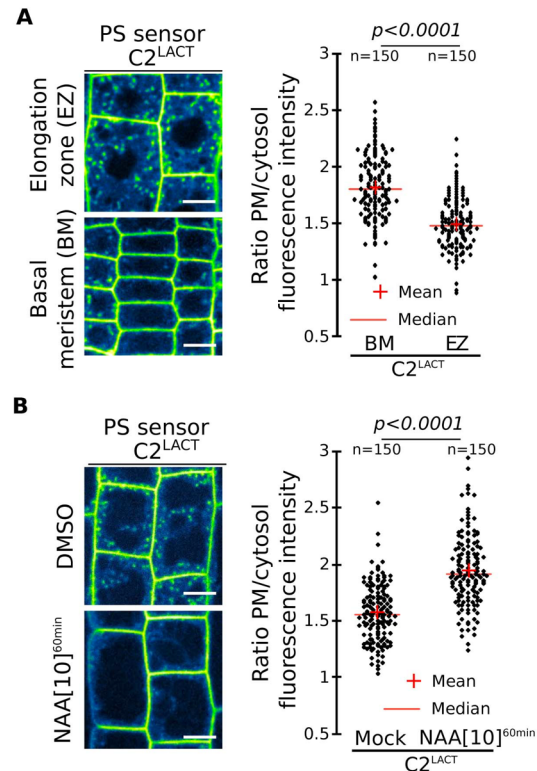 A
PS sensor
C2LACT
Elongation
zone (EZ)
Basal
meristem (BM)
p<0.0001
n=150 n=150
Ratio PM/cytosol
fluorescence intensity
3
2.5
2
1.5
1
0.5
Mean
Median
BM EZ
C2LACT
B
PS sensor
C2LACT
DMSO
NAA[10]60min
p<0.0001
n=150 n=150
Ratio PM/cytosol
fluorescence intensity
3
2.5
2
1.5
1
0.5
Mean
Median
Mock NAA[10]60min
C2LACT